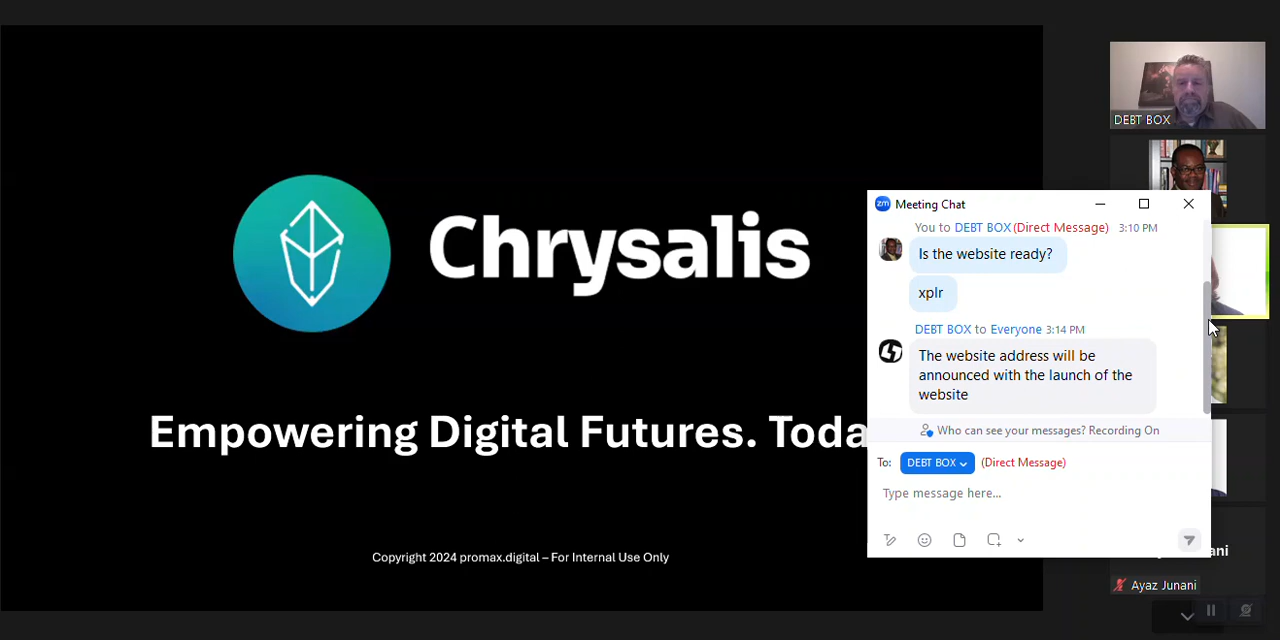 Chrysalis
Empowering Digital Futures. Toda
Copyright 2024 promax.digital – For Internal Use Only
zm Meeting Chat
You to DEBT BOX (Direct Message) 3:10 PM
Is the website ready?
xplr
DEBT BOX to Everyone 3:14 PM
The website address will be
announced with the launch of the
website
Who can see your messages? Recording On
To: DEBT BOX (Direct Message)
Type message here...
DEBT BOX
ani
Ayaz Junani